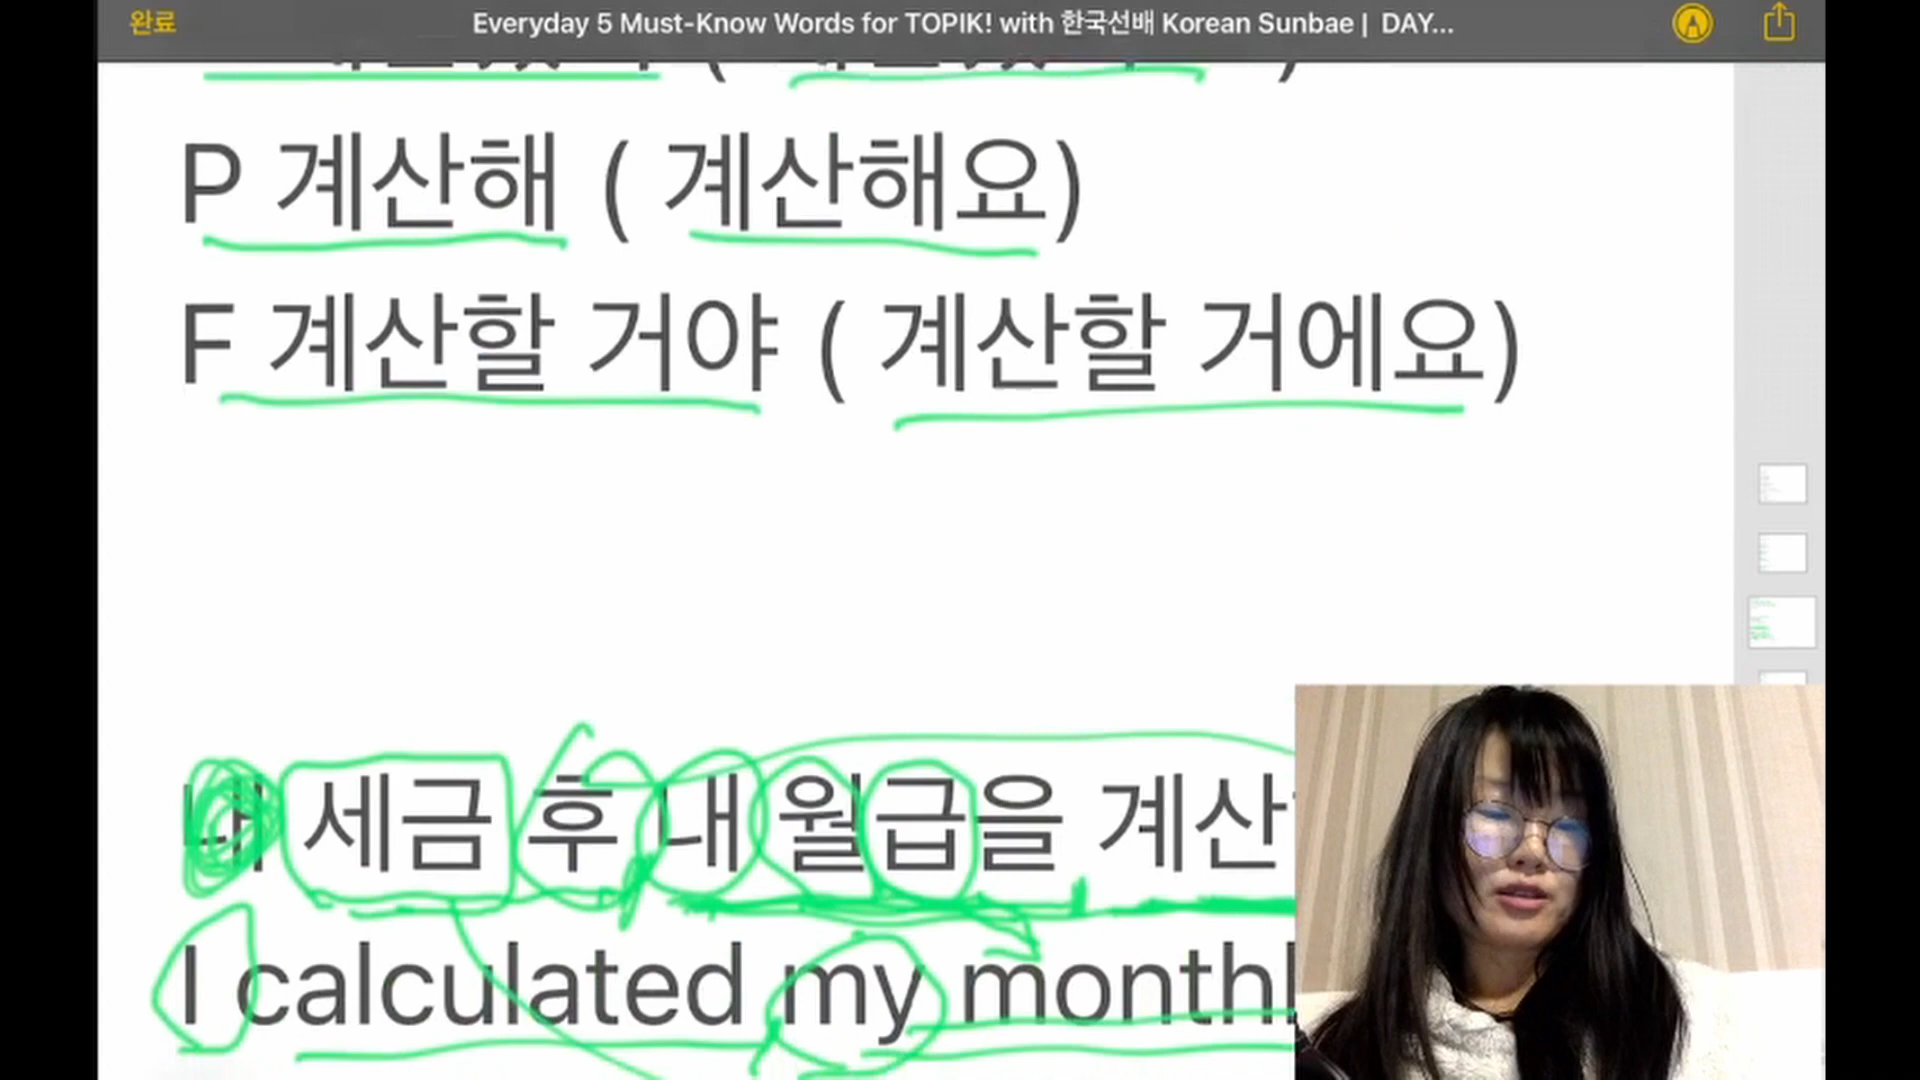 완료 Everyday 5 Must-Know Words for TOPIK! with 한국선배 Korean Sunbae | DAY...
P 계산해 ( 계산해요)
F 계산할 거야 ( 계산할 거에요)
세금 후 내 월급을 계산
I calculated my monthl